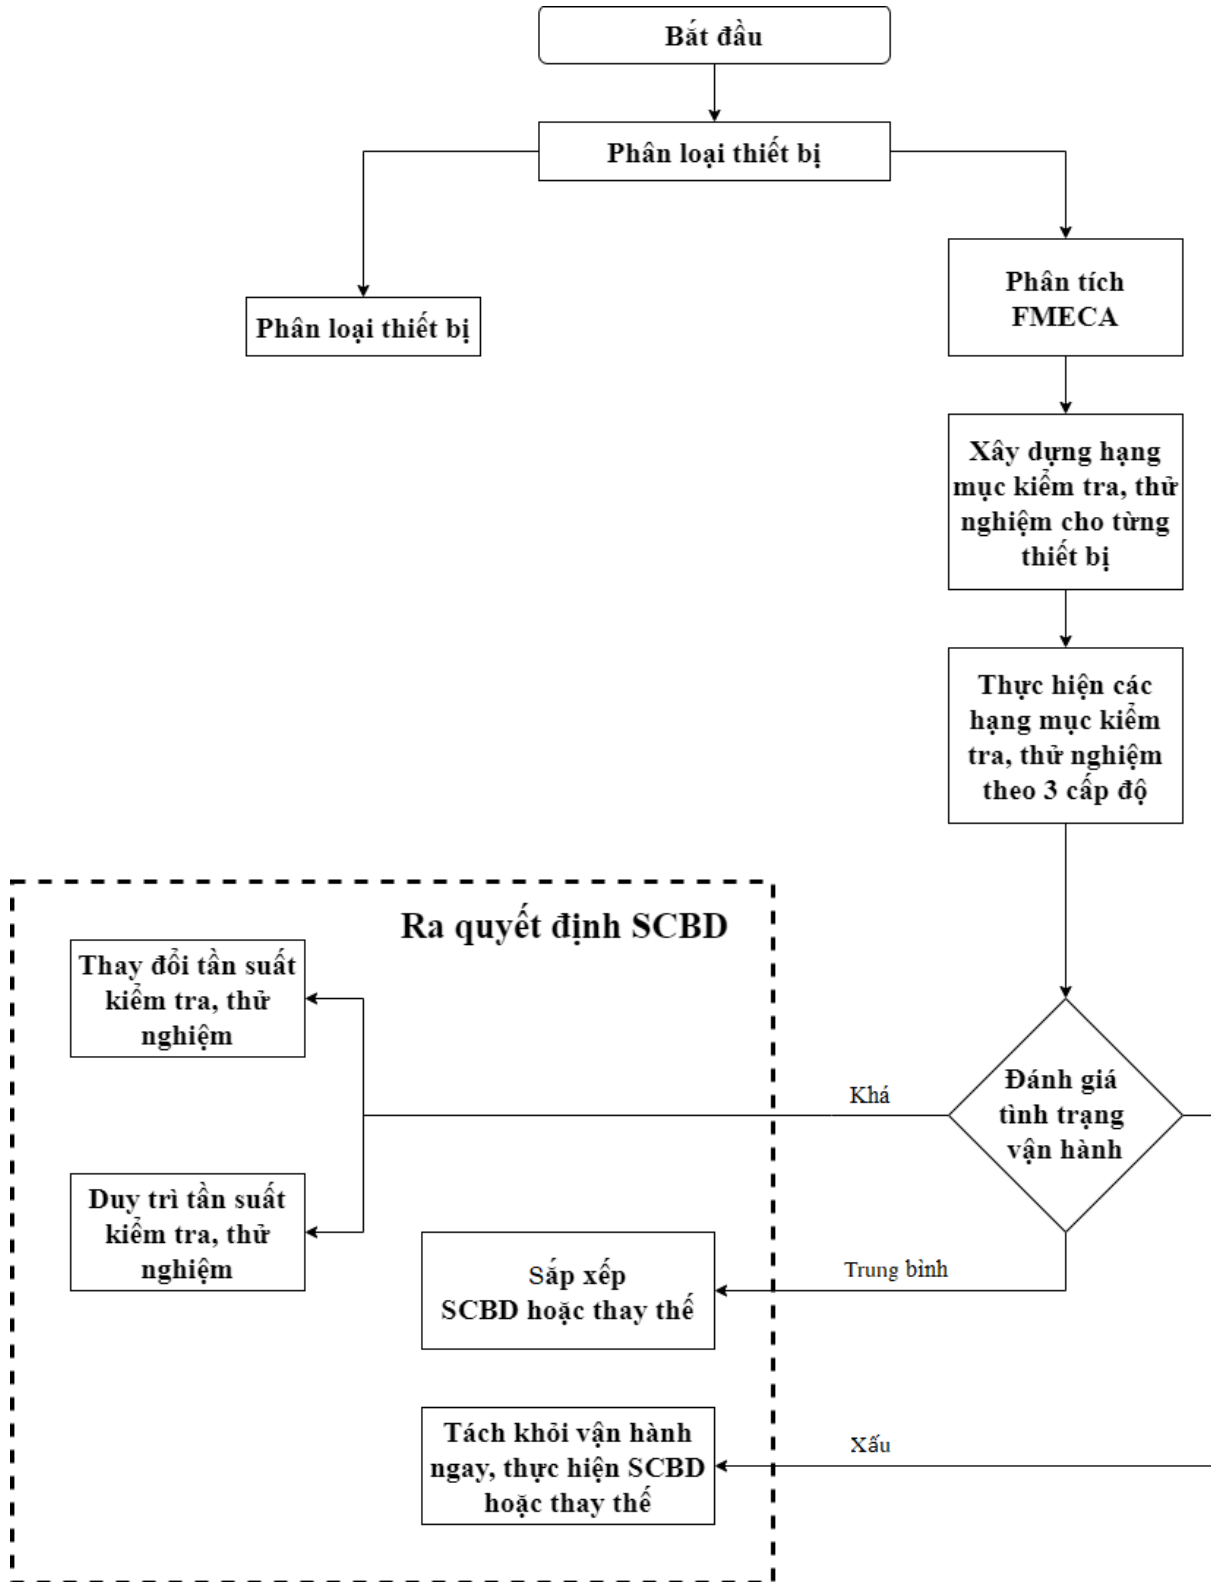 Bắt đầu
Phân loại thiết bị
Phân loại thiết bị
Phân tích
FMECA
Xây dựng hạng
mục kiểm tra, thử
nghiệm cho từng
thiết bị
Thực hiện các
hạng mục kiểm
tra, thử nghiệm
theo 3 cấp độ
Ra quyết định SCBD
Thay đổi tần suất
kiểm tra, thử
nghiệm
Đánh giá
tình trạng
vận hành
Khá
Duy trì tần suất
kiểm tra, thử
nghiệm
Trung bình
Sắp xếp
SCBD hoặc thay thế
Xấu
Tách khỏi vận hành
ngay, thực hiện SCBD
hoặc thay thế